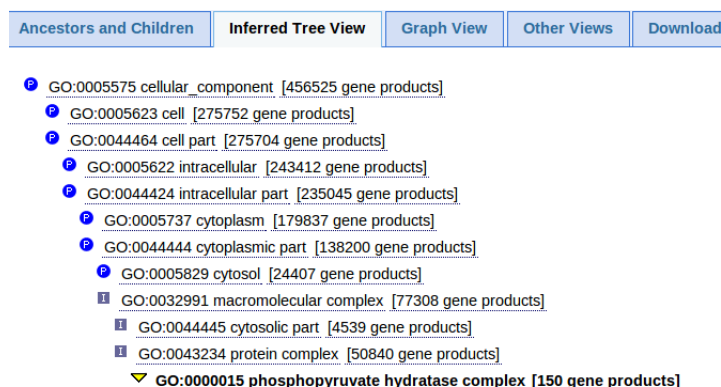 Ancestors and Children Inferred Tree View Graph View Other Views Download
P GO:0005575 cellular_component [456525 gene products]
P GO:0005623 cell [275752 gene products]
P GO:0044464 cell part [275704 gene products]
P GO:0005622 intracellular [243412 gene products]
P GO:0044424 intracellular part [235045 gene products]
P GO:0005737 cytoplasm [179837 gene products]
P GO:0044444 cytoplasmic part [138200 gene products]
P GO:0005829 cytosol [24407 gene products]
I GO:0032991 macromolecular complex [77308 gene products]
I GO:0044445 cytosolic part [4539 gene products]
I GO:0043234 protein complex [50840 gene products]
GO:0000015 phosphopyruvate hydratase complex [150 gene products]